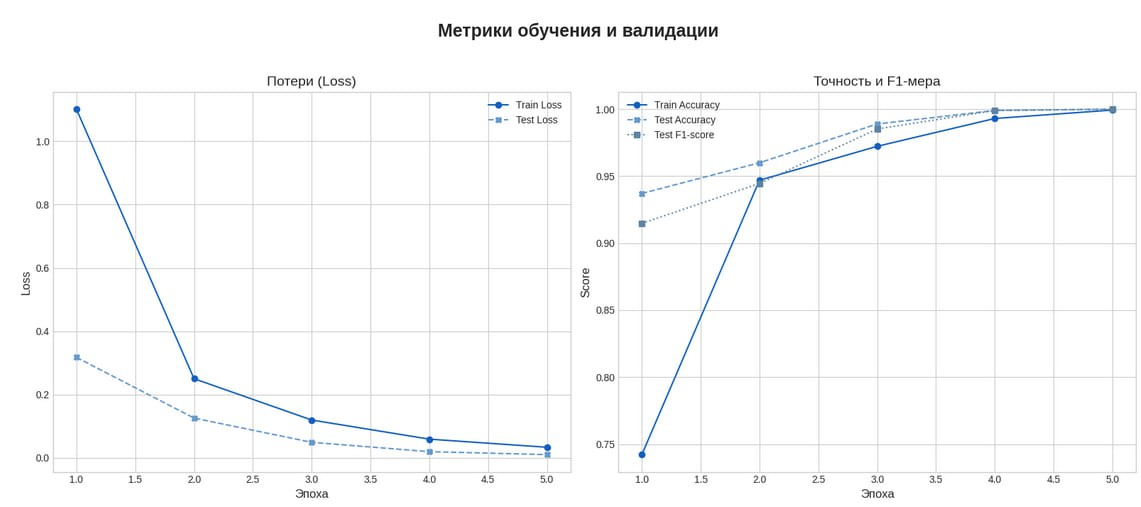 Метрики обучения и валидации
Потери (Loss)
Train Loss
Test Loss
1.0
0.8
0.6
0.4
0.2
0.0
Loss
1.0 1.5 2.0 2.5 3.0 3.5 4.0 4.5 5.0
Эпоха
Точность и F1-мера
Train Accuracy
Test Accuracy
Test F1-score
1.00
0.95
0.90
0.85
0.80
0.75
Score
1.0 1.5 2.0 2.5 3.0 3.5 4.0 4.5 5.0
Эпоха